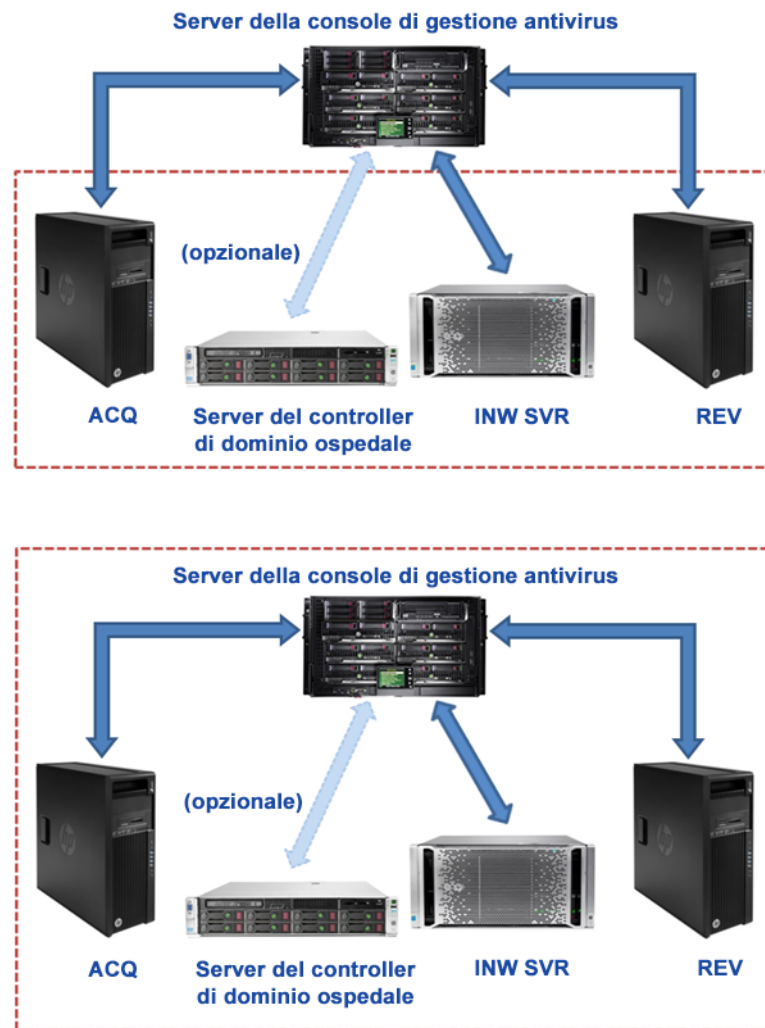 Server della console di gestione antivirus
(opzionale)
ACQ
Server del controller
di dominio ospedale
INW SVR
REV
Server della console di gestione antivirus
(opzionale)
ACQ
Server del controller
di dominio ospedale
INW SVR
REV